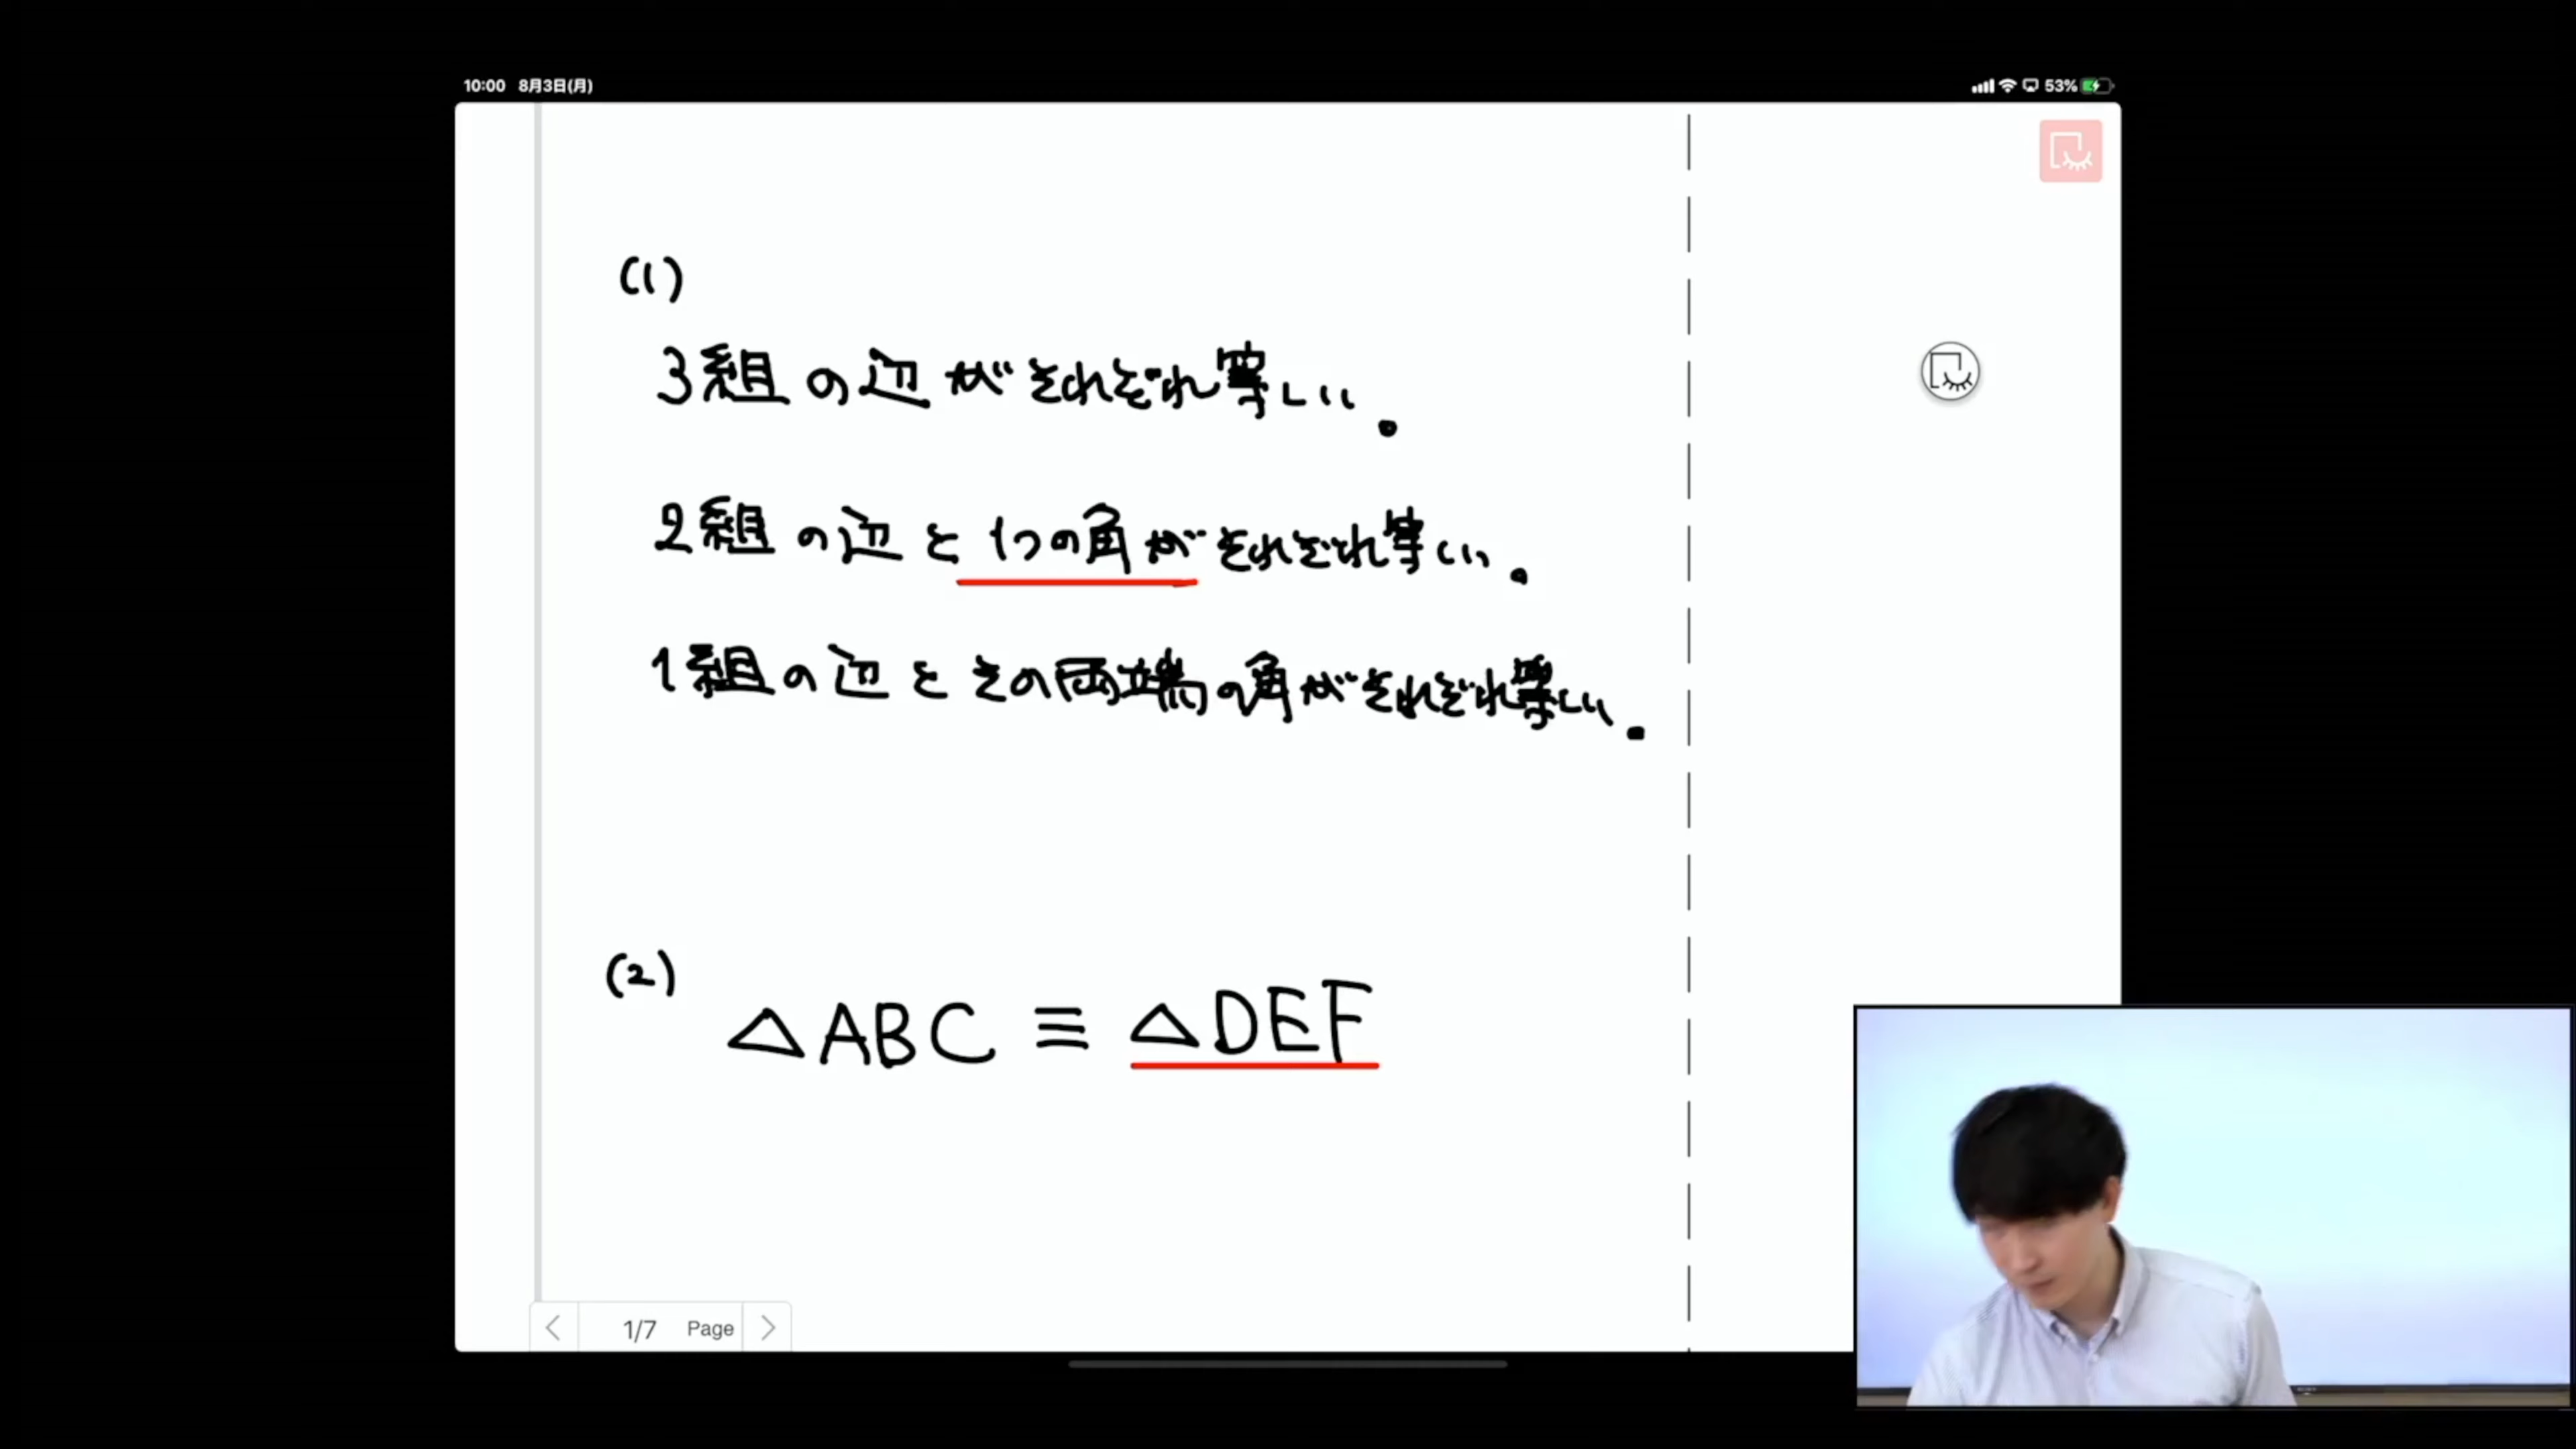 10:00 8月3日(月)
53%
(1)
3組の辺がそれぞれ等しい。
2組の辺と1つの角がそれぞれ等しい。
1組の辺とその両端の角がそれぞれ等しい。
(2)
△ABC≡△DEF
1/7 Page